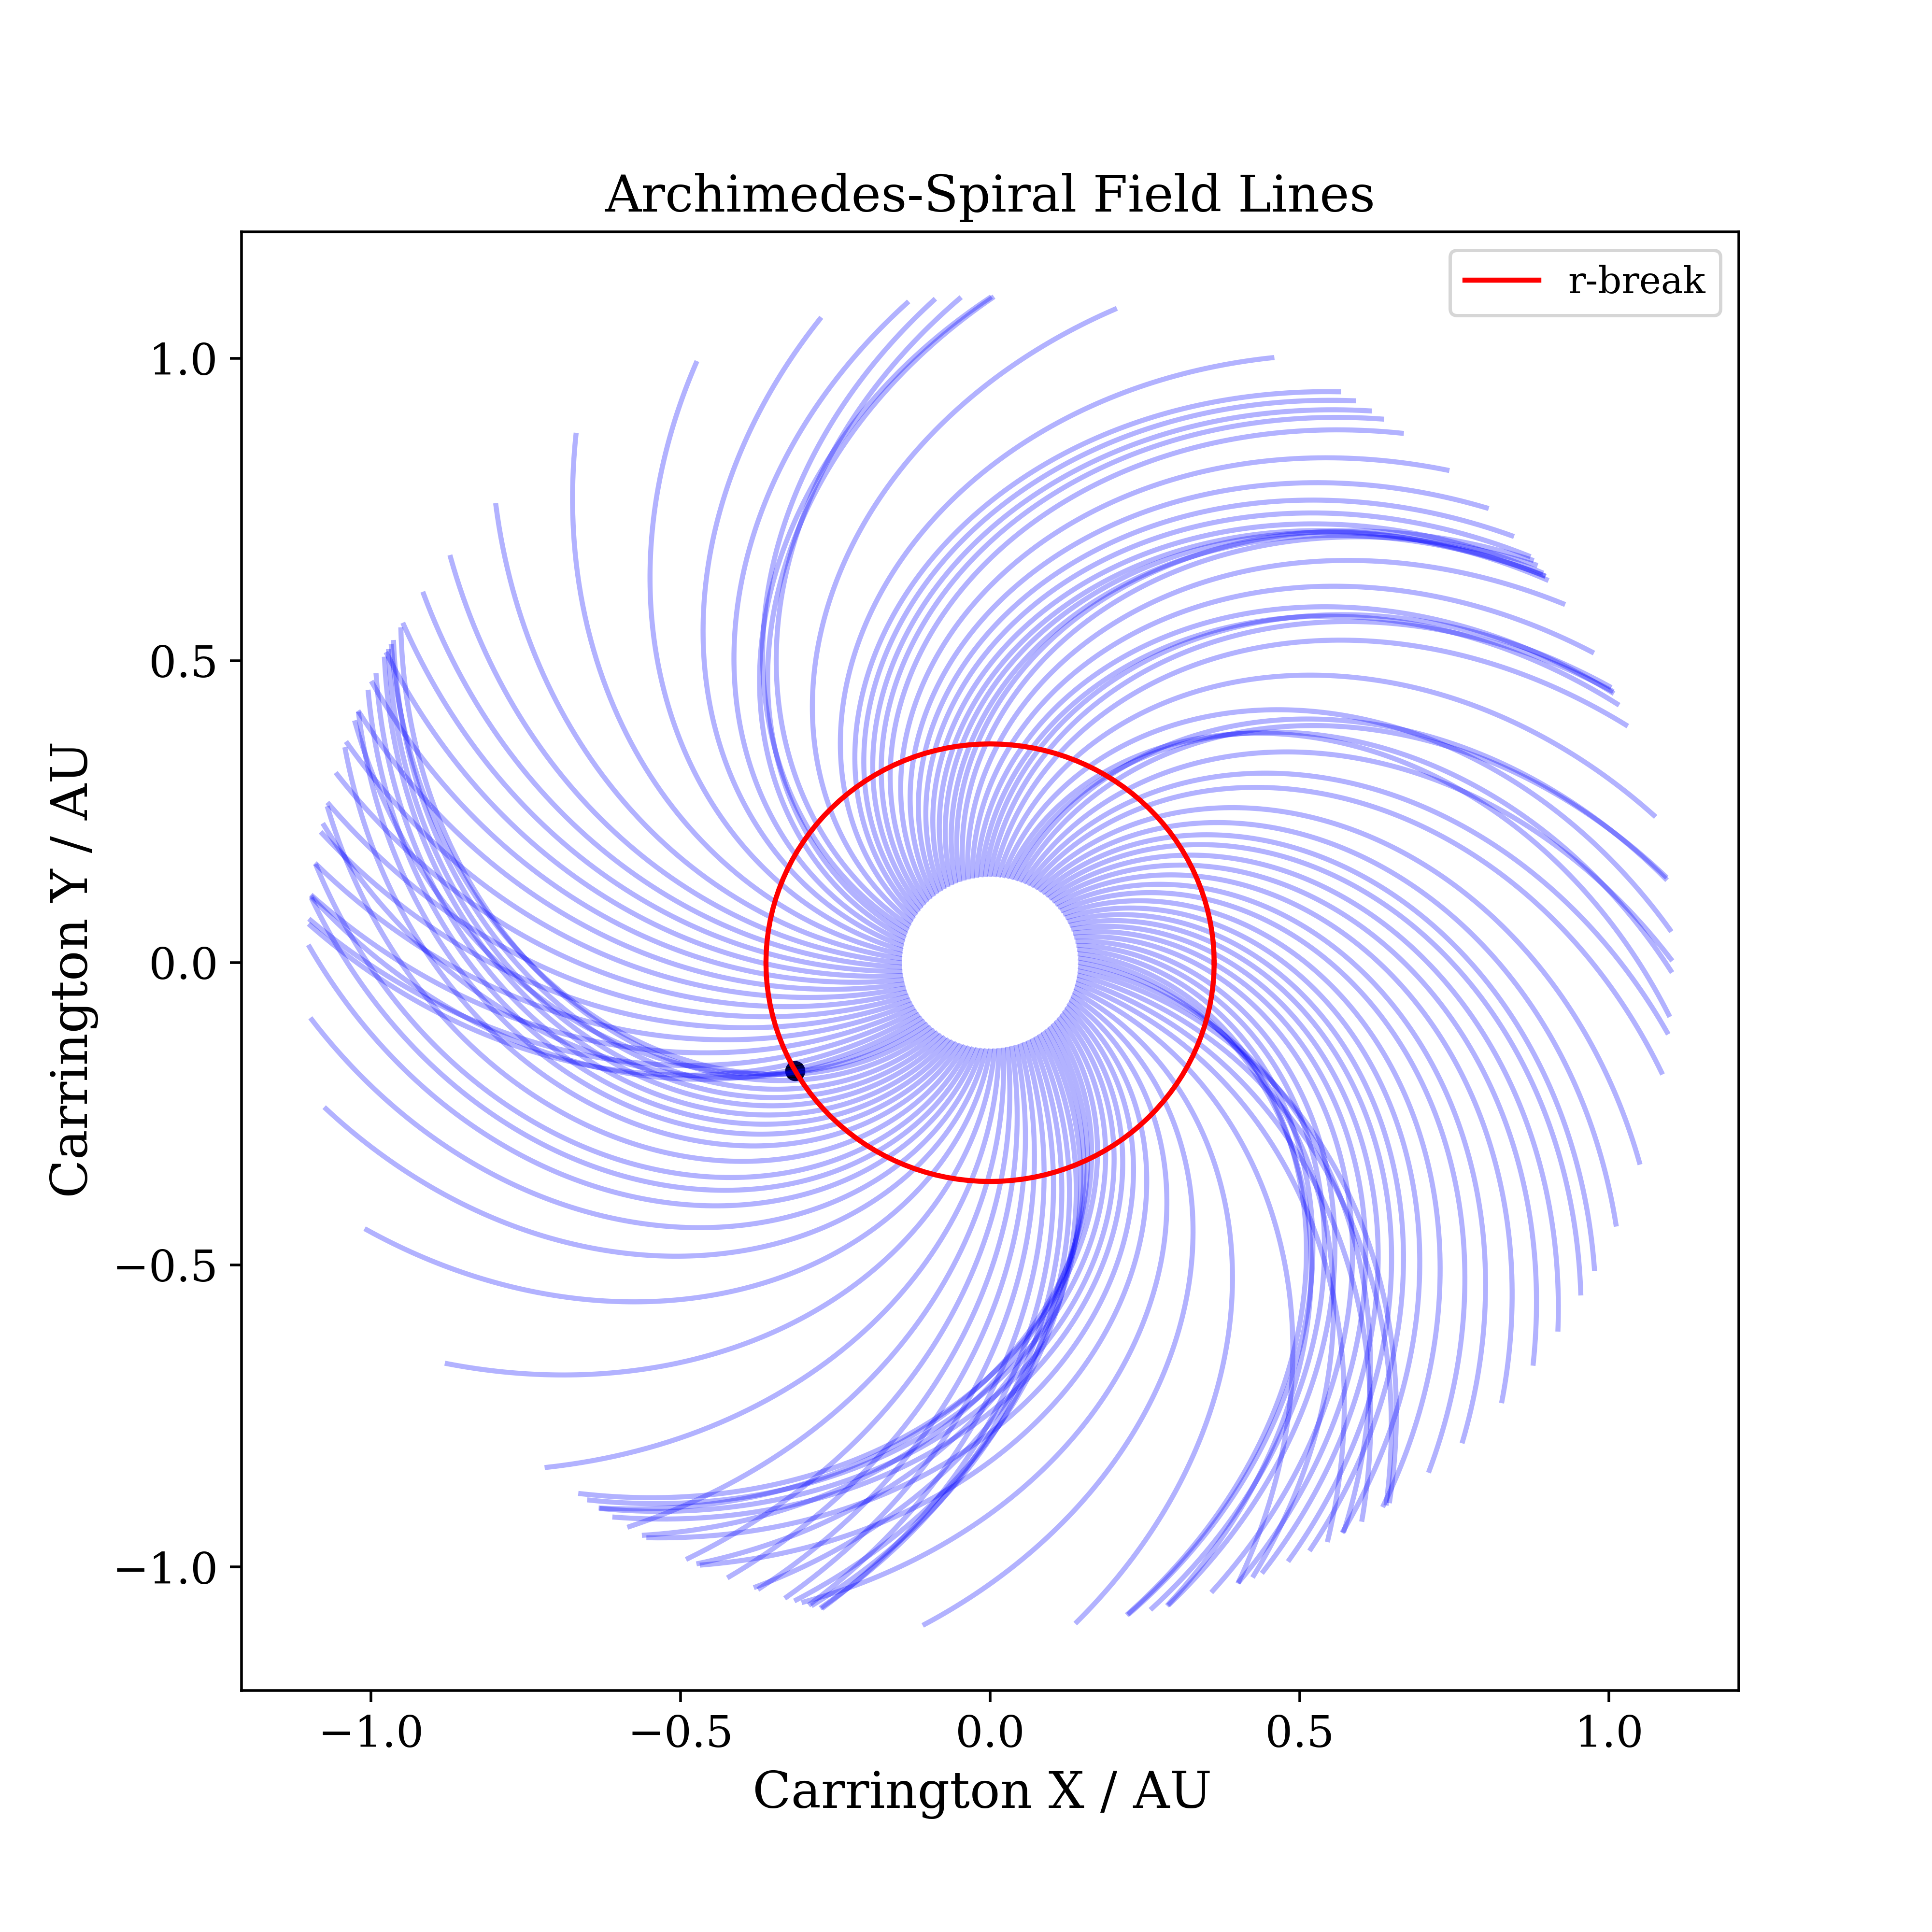 Archimedes-Spiral Field Lines
r-break
1.0
0.5
0.0
−0.5
−1.0
Carrington Y / AU
−1.0 −0.5 0.0 0.5 1.0
Carrington X / AU